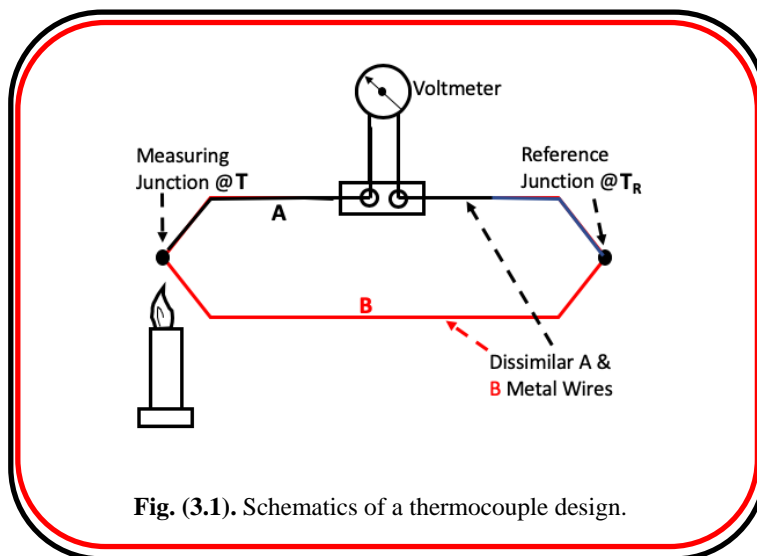 Voltmeter
Measuring
Junction @T
Reference
Junction @TR
A
B
Dissimilar A &
B Metal Wires
Fig. (3.1). Schematics of a thermocouple design.